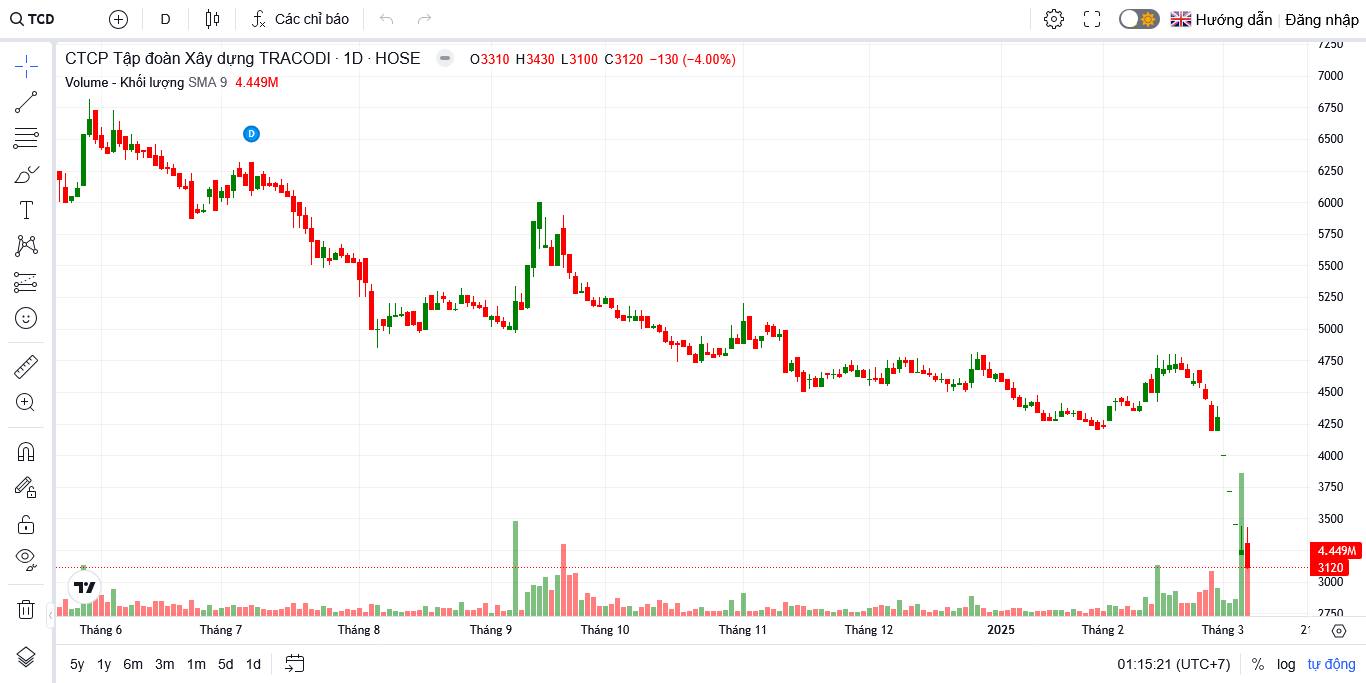 TCD D Các chỉ báo Hướng dẫn Đăng nhập
CTCP Tập đoàn Xây dựng TRACODI · 1D · HOSE O3310 H3430 L3100 C3120 −130 (−4.00%)
Volume - Khối lượng SMA 9 4.449M
D
7250
7000
6750
6500
6250
6000
5750
5500
5250
5000
4750
4500
4250
4000
3750
3500
4.449M
3120
3000
2750
Tháng 6 Tháng 7 Tháng 8 Tháng 9 Tháng 10 Tháng 11 Tháng 12 2025 Tháng 2 Tháng 3 21
5y 1y 6m 3m 1m 5d 1d 01:15:21 (UTC+7) % log tự động